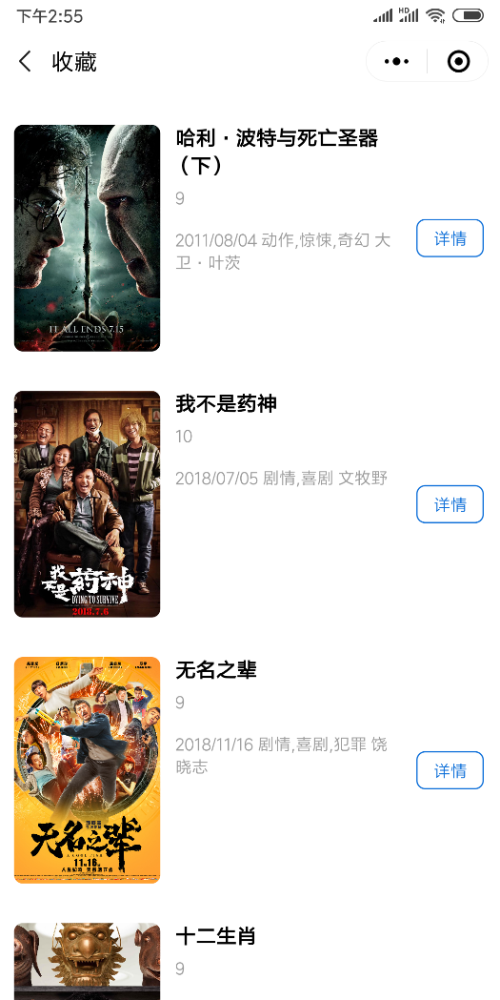 下午2:55
HD
收藏
哈利·波特与死亡圣器
（下）
9
2011/08/04 动作,惊悚,奇幻 大
卫·叶茨
详情
IT ALL ENDS 7.15
我不是药神
10
2018/07/05 剧情,喜剧 文牧野
详情
我不是药神
DYING TO SURVIVE
2018.7.6
无名之辈
9
2018/11/16 剧情,喜剧,犯罪 饶
晓志
详情
无名之辈
A COOL FISH
11.16
十二生肖
9